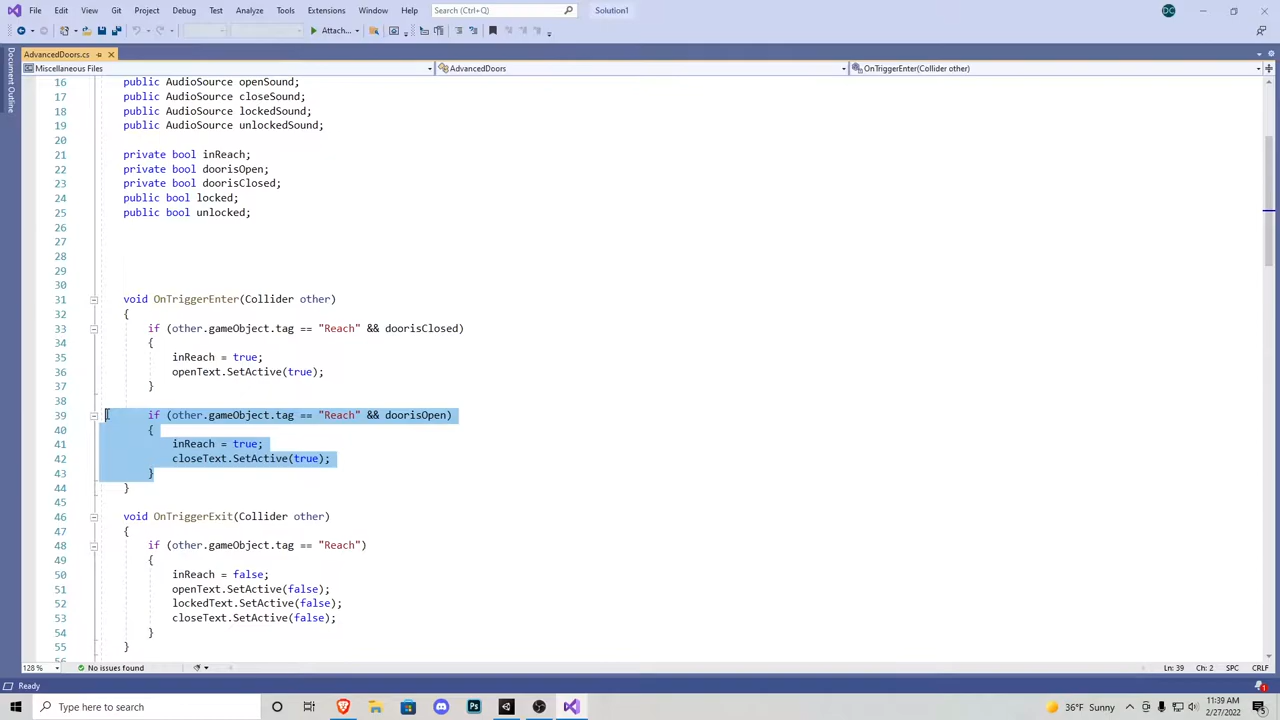 File Edit View Git Project Debug Test Analyze Tools Extensions Window Help Search (Ctrl+Q) Solution1 DC
Attach...
AdvancedDoors.cs
Miscellaneous Files AdvancedDoors OnTriggerEnter(Collider other)
Document Outline
16 public AudioSource openSound;
17 public AudioSource closeSound;
18 public AudioSource lockedSound;
19 public AudioSource unlockedSound;
20
21 private bool inReach;
22 private bool doorisOpen;
23 private bool doorisClosed;
24 public bool locked;
25 public bool unlocked;
26
27
28
29
30
31 void OnTriggerEnter(Collider other)
32 {
33 if (other.gameObject.tag == "Reach" && doorisClosed)
34 {
35 inReach = true;
36 openText.SetActive(true);
37 }
38
39 if (other.gameObject.tag == "Reach" && doorisOpen)
40 {
41 inReach = true;
42 closeText.SetActive(true);
43 }
44 }
45
46 void OnTriggerExit(Collider other)
47 {
48 if (other.gameObject.tag == "Reach")
49 {
50 inReach = false;
51 openText.SetActive(false);
52 lockedText.SetActive(false);
53 closeText.SetActive(false);
54 }
55 }
56
128 % No issues found Ln: 39 Ch: 2 SPC CRLF
Ready 1
Type here to search Ps 36°F Sunny 11:39 AM
2/27/2022 5